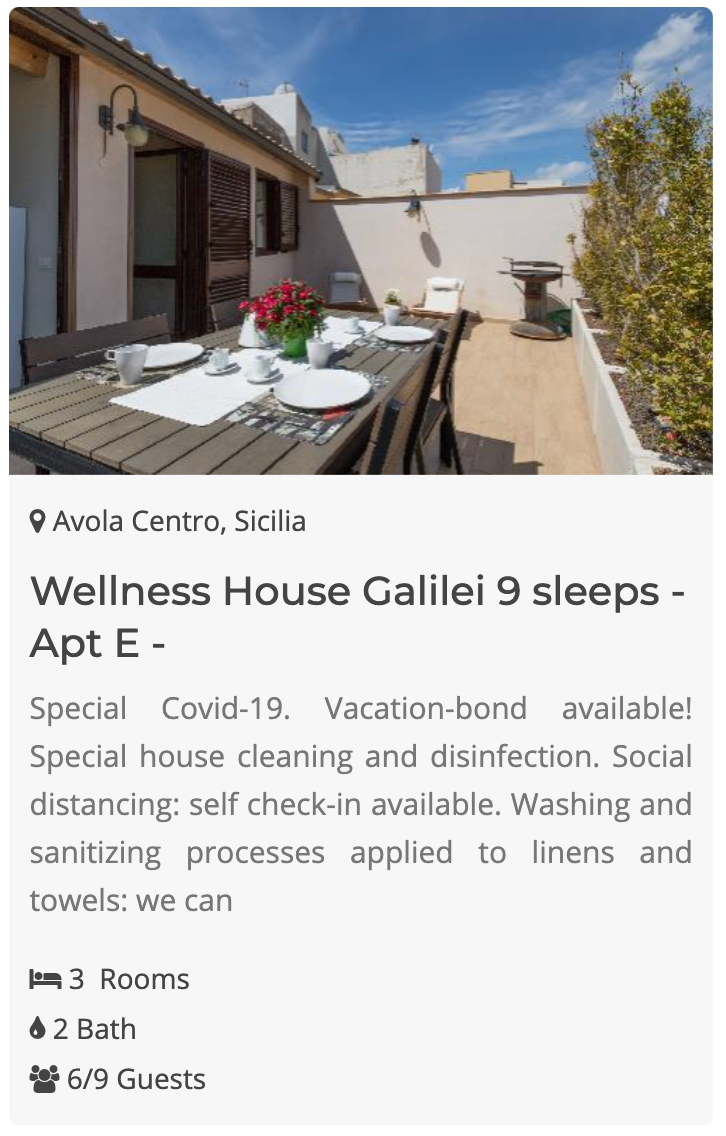 Avola Centro, Sicilia
Wellness House Galilei 9 sleeps -
Apt E -
Special Covid-19. Vacation-bond available!
Special house cleaning and disinfection. Social
distancing: self check-in available. Washing and
sanitizing processes applied to linens and
towels: we can
3 Rooms
2 Bath
6/9 Guests